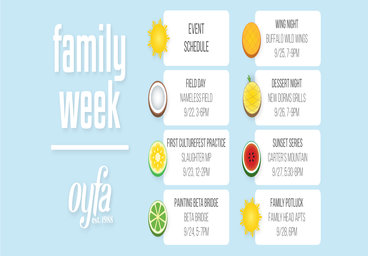 family
week
oyfa
est. 1988
EVENT
SCHEDULE
WING NIGHT
BUFFALO WILD WINGS
9/25, 7-9PM
FIELD DAY
NAMELESS FIELD
9/22, 3-6PM
DESSERT NIGHT
NEW DORMS GRILLS
9/26, 7-9PM
FIRST CULTUREFEST PRACTICE
SLAUGHTER MP
9/23, 12-2PM
SUNSET SERIES
CARTER'S MOUNTAIN
9/27, 5:30-9PM
PAINTING BETA BRIDGE
BETA BRIDGE
9/24, 5-7PM
FAMILY POTLUCK
FAMILY HEAD APTS
9/28, 6PM